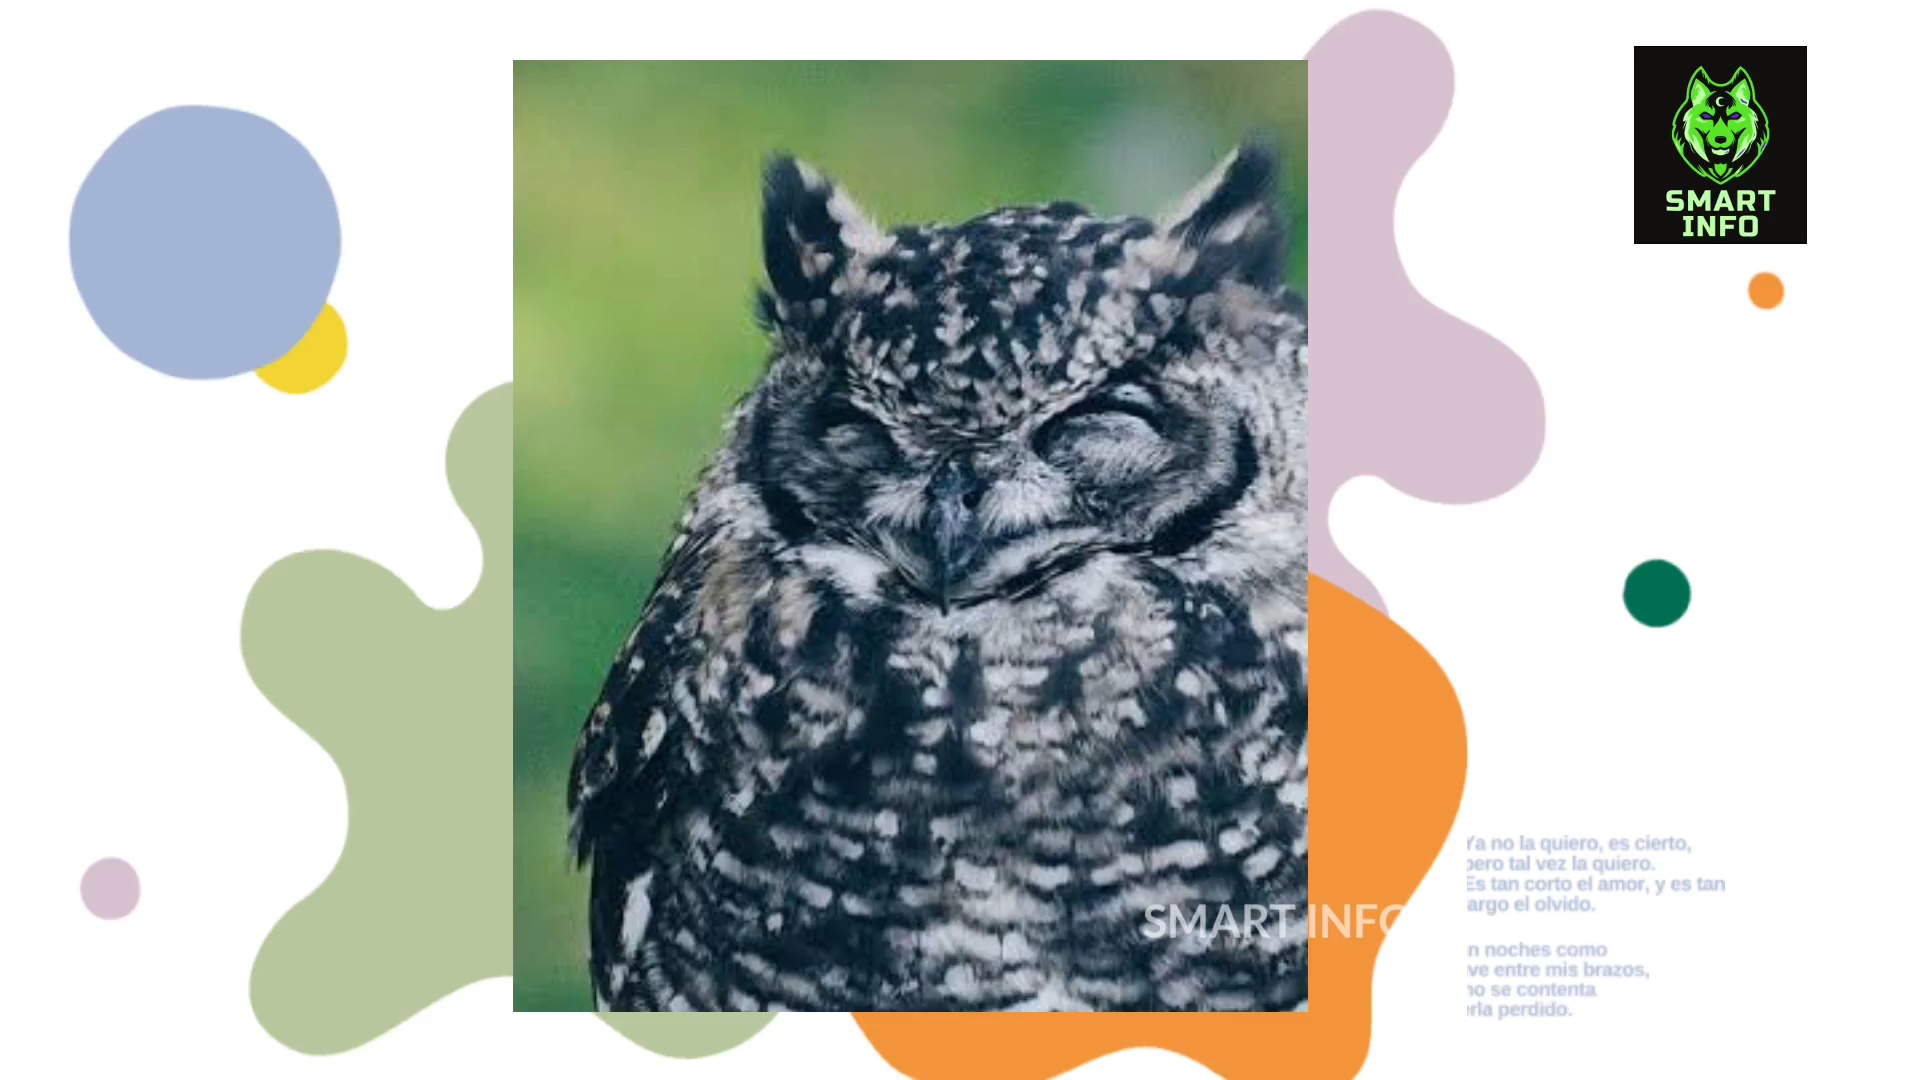 SMART
INFO
Ya no la quiero, es cierto,
pero tal vez la quiero.
Es tan corto el amor, y es tan
argo el olvido.
n noches como
ve entre mis brazos,
no se contenta
rla perdido.
SMART INFO